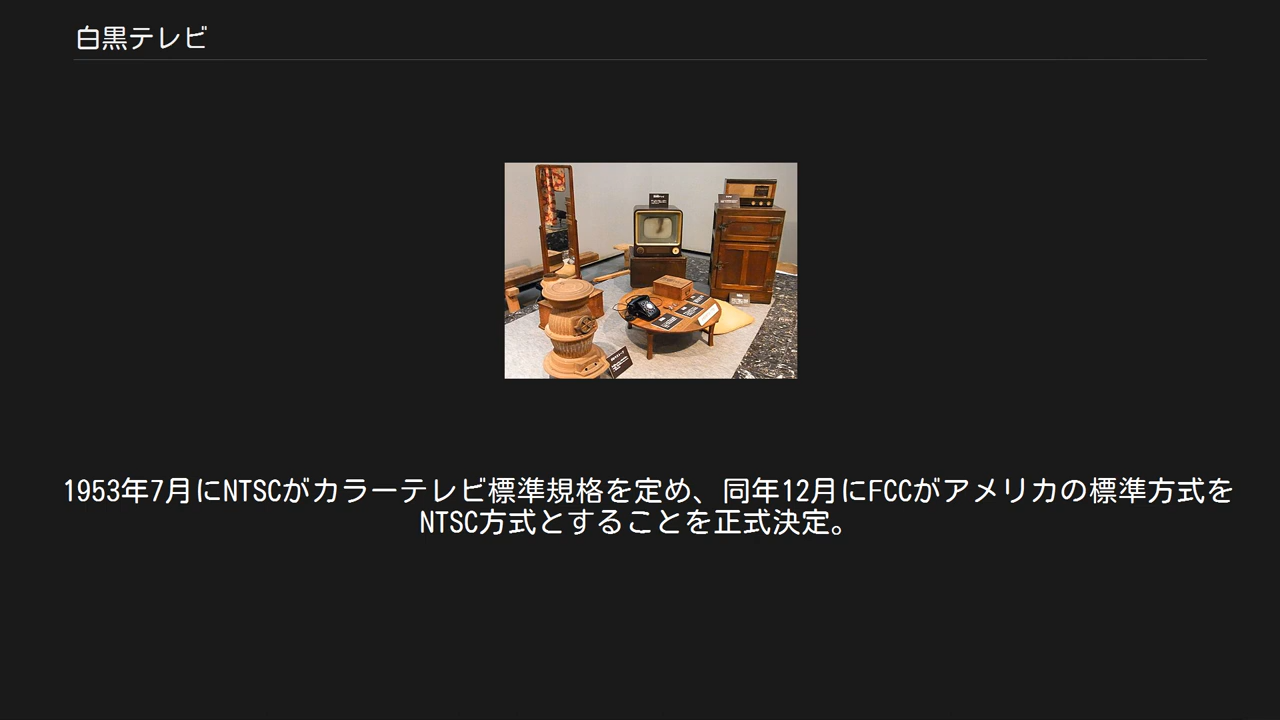 白黒テレビ
1953年7月にNTSCがカラーテレビ標準規格を定め、同年12月にFCCがアメリカの標準方式を
NTSC方式とすることを正式決定。